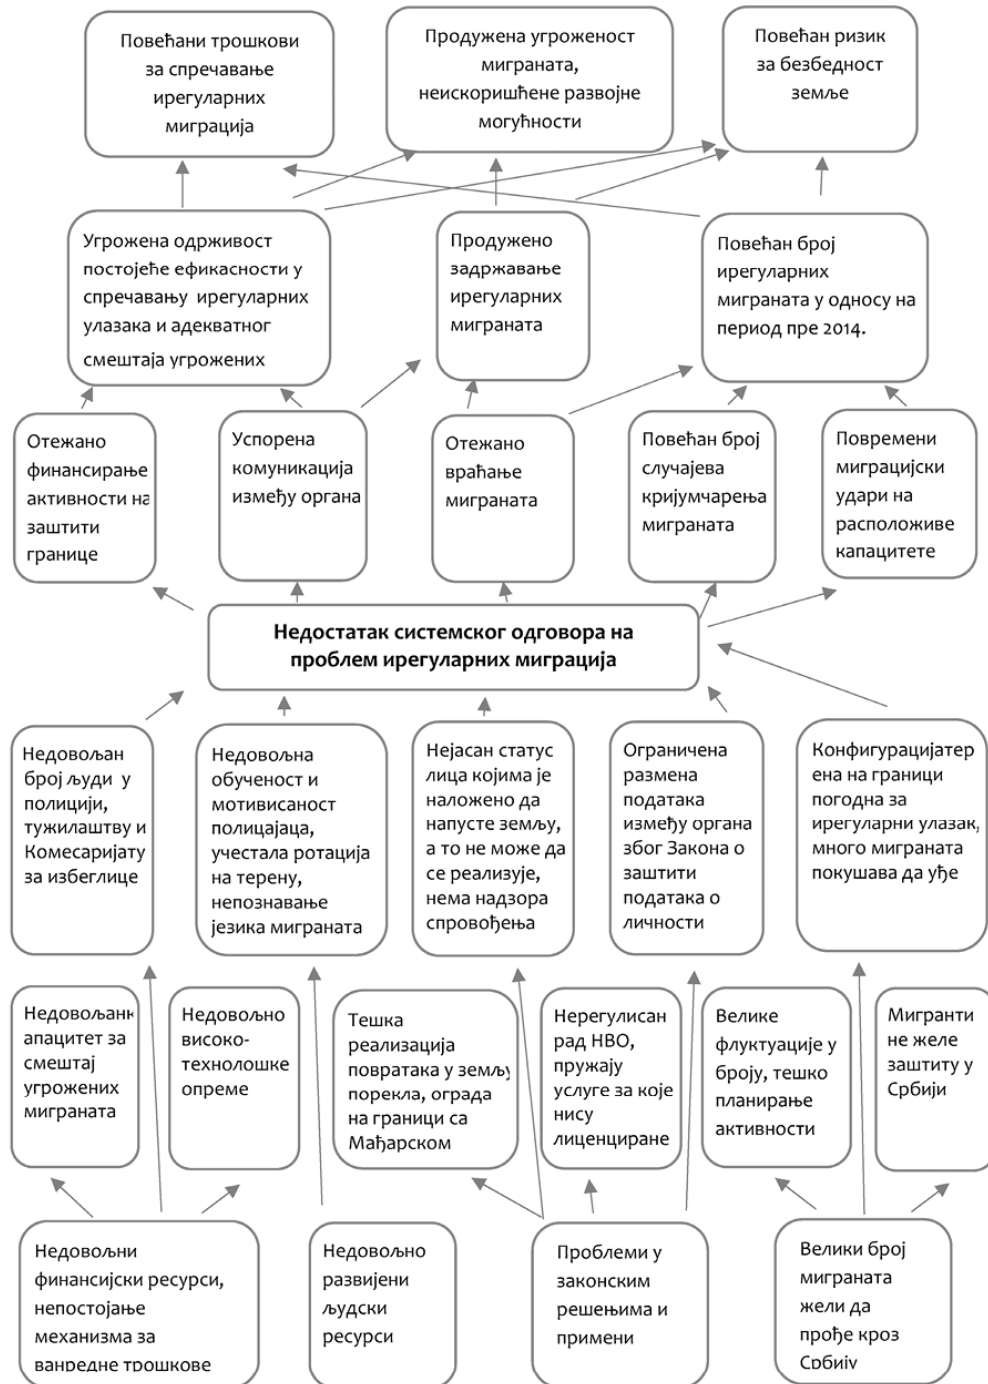 Повећани трошкови
за спречавање
ирегуларних
миграција
Продужена угроженост
миграната,
неискоришћене развојне
могућности
Повећан ризик
за безбедност
земље
Угрожена одрживост
постојеће ефикасности у
спречавању ирегуларних
улазака и адекватног
смештаја угрожених
Продужено
задржавање
ирегуларних
миграната
Повећан број
ирегуларних
миграната у односу на
период пре 2014.
Отежано
финансирање
активности на
заштити
границе
Успорена
комуникација
између органа
Отежано
враћање
миграната
Повећан број
случајева
кријумчарења
миграната
Повремени
миграцијски
удари на
расположиве
капацитете
Недостатак системског одговора на
проблем ирегуларних миграција
Недовољан
број људи у
полицији,
тужилаштву и
Комесаријату
за избеглице
Недовољна
обученост и
мотивисаност
полицајаца,
учестала ротација
на терену,
непознавање
језика миграната
Нејасан статус
лица којима је
наложено да
напусте земљу,
а то не може да
се реализује,
нема надзора
спровођења
Ограничена
размена
података
између органа
због Закона о
заштити
података о
личности
Конфигурацијатер
ена на граници
погодна за
ирегуларни улазак,
много миграната
покушава да уђе
Недовољанк
апацитет за
смештај
угрожених
миграната
Недовољно
високо-
технолошке
опреме
Тешка
реализација
повратака у земљу
порекла, ограда
на граници са
Мађарском
Нерегулисан
рад НВО,
пружају
услуге за које
нису
лиценциране
Велике
флуктуације у
броју, тешко
планирање
активности
Мигранти
не желе
заштиту у
Србији
Недовољни
финансијски ресурси,
непостојање
механизма за
ванредне трошкове
Недовољно
развијени
људски
ресурси
Проблеми у
законским
решењима и
примени
Велики број
миграната
жели да
прође кроз
Србију